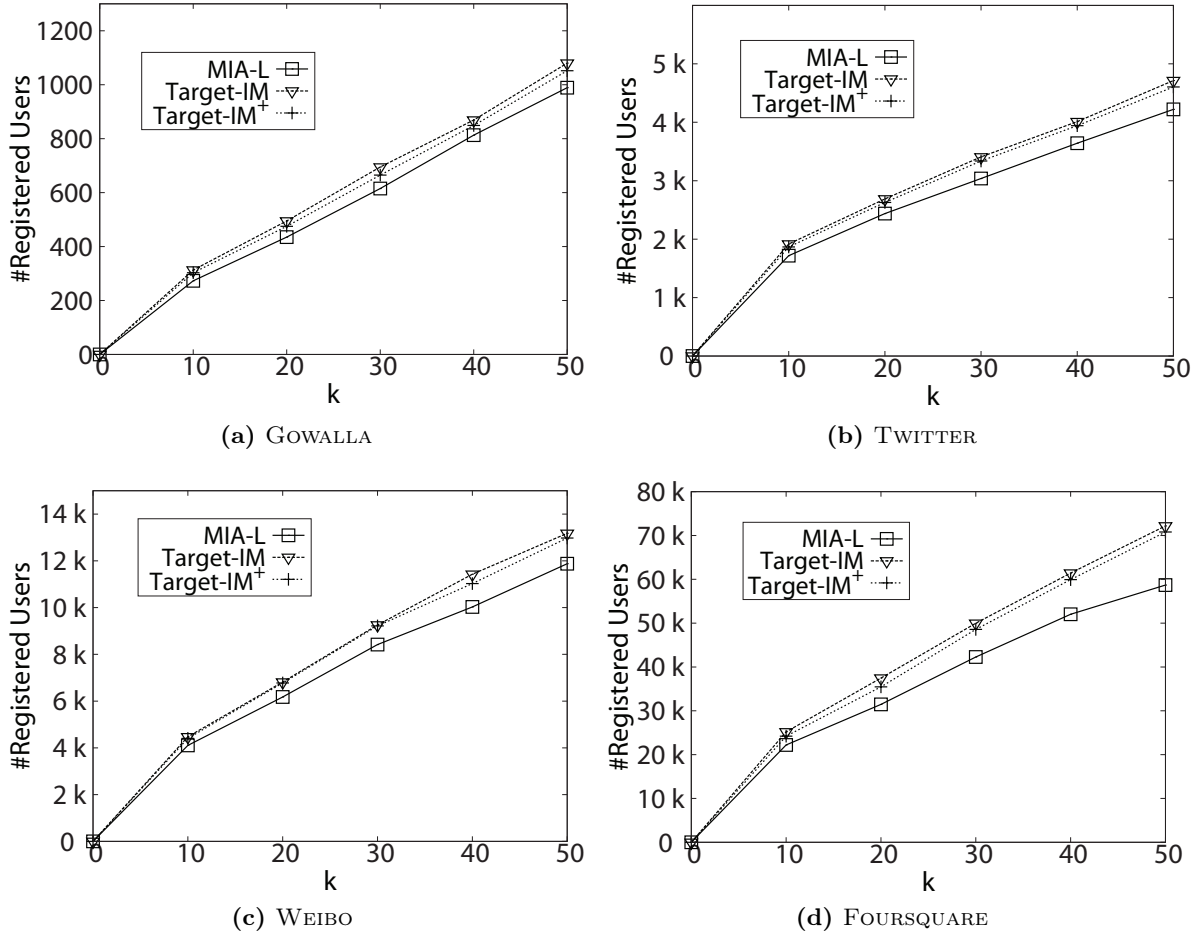 #Registered Users
1200
1000
800
600
400
200
0
MIA-L
Target-IM
Target-IM+
0 10 20 30 40 50
k
(a) GOWALLA
#Registered Users
5 k
4 k
3 k
2 k
1 k
0
MIA-L
Target-IM
Target-IM+
0 10 20 30 40 50
k
(b) TWITTER
#Registered Users
14 k
12 k
10 k
8 k
6 k
4 k
2 k
0
MIA-L
Target-IM
Target-IM+
0 10 20 30 40 50
k
(c) WEIBO
#Registered Users
80 k
70 k
60 k
50 k
40 k
30 k
20 k
10 k
0
MIA-L
Target-IM
Target-IM+
0 10 20 30 40 50
k
(d) FOURSQUARE